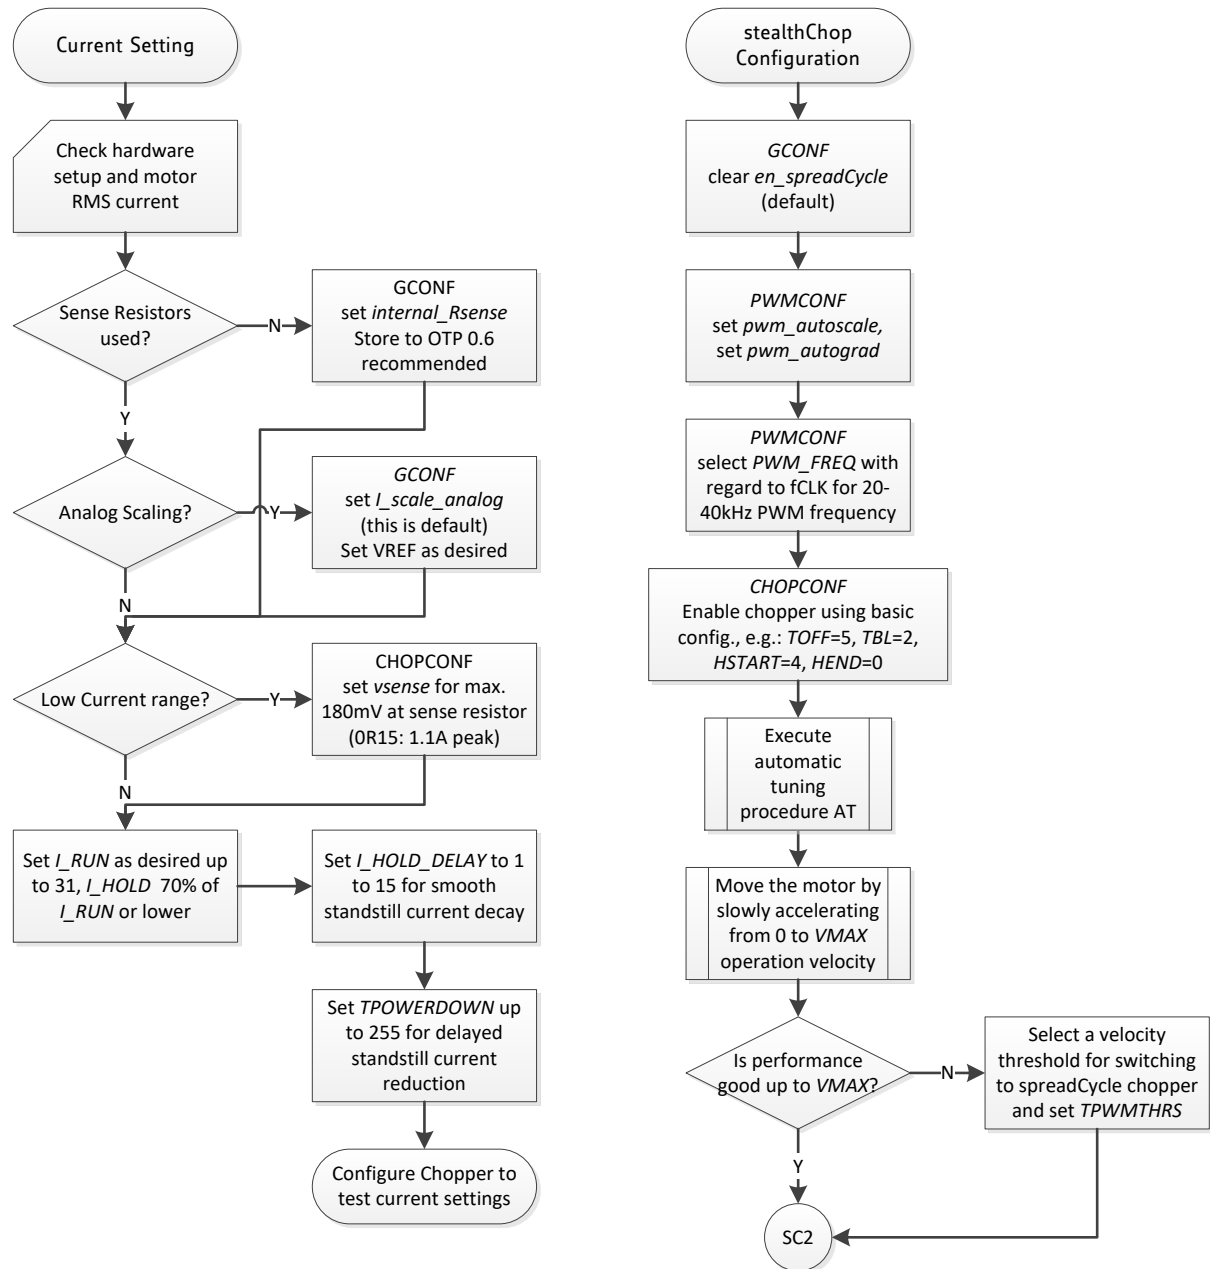 Current Setting
Check hardware
setup and motor
RMS current
Sense Resistors
used?
N
GCONF
set internal_Rsense
Store to OTP 0.6
recommended
Y
Analog Scaling?
Y
GCONF
set I_scale_analog
(this is default)
Set VREF as desired
N
Low Current range?
Y
CHOPCONF
set vsense for max.
180mV at sense resistor
(0R15: 1.1A peak)
N
Set I_RUN as desired up
to 31, I_HOLD 70% of
I_RUN or lower
Set I_HOLD_DELAY to 1
to 15 for smooth
standstill current decay
Set TPOWERDOWN up
to 255 for delayed
standstill current
reduction
Configure Chopper to
test current settings
stealthChop
Configuration
GCONF
clear en_spreadCycle
(default)
PWMCONF
set pwm_autoscale,
set pwm_autograd
PWMCONF
select PWM_FREQ with
regard to fCLK for 20-
40kHz PWM frequency
CHOPCONF
Enable chopper using basic
config., e.g.: TOFF=5, TBL=2,
HSTART=4, HEND=0
Execute
automatic
tuning
procedure AT
Move the motor by
slowly accelerating
from 0 to VMAX
operation velocity
Is performance
good up to VMAX?
N
Select a velocity
threshold for switching
to spreadCycle chopper
and set TPWMTHRS
Y
SC2